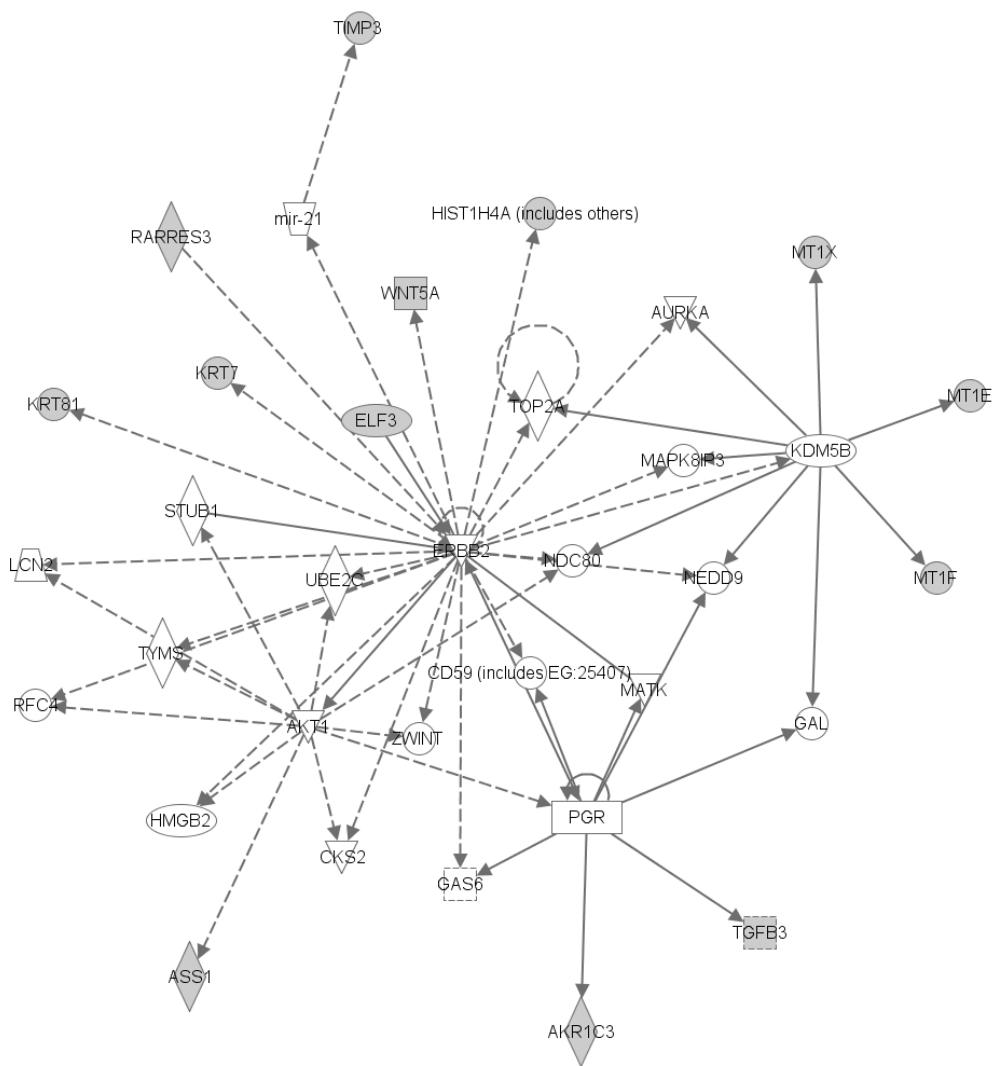 TIMP3
mir-21
HIST1H4A (includes others)
RARRES3
MT1X
WNT5A
AURKA
KRT7
KRT81
ELF3
TOP2A
MT1E
KDM5B
MAPK8IP3
STUB1
ERBB2
LCN2
UBE2C
NDC80
NEDD9
MT1F
TYMS
CD59 (includes EG:25407)
MATK
RFC4
AKT1
ZWINT
GAL
HMGB2
PGR
CKS2
GAS6
TGFB3
ASS1
AKR1C3